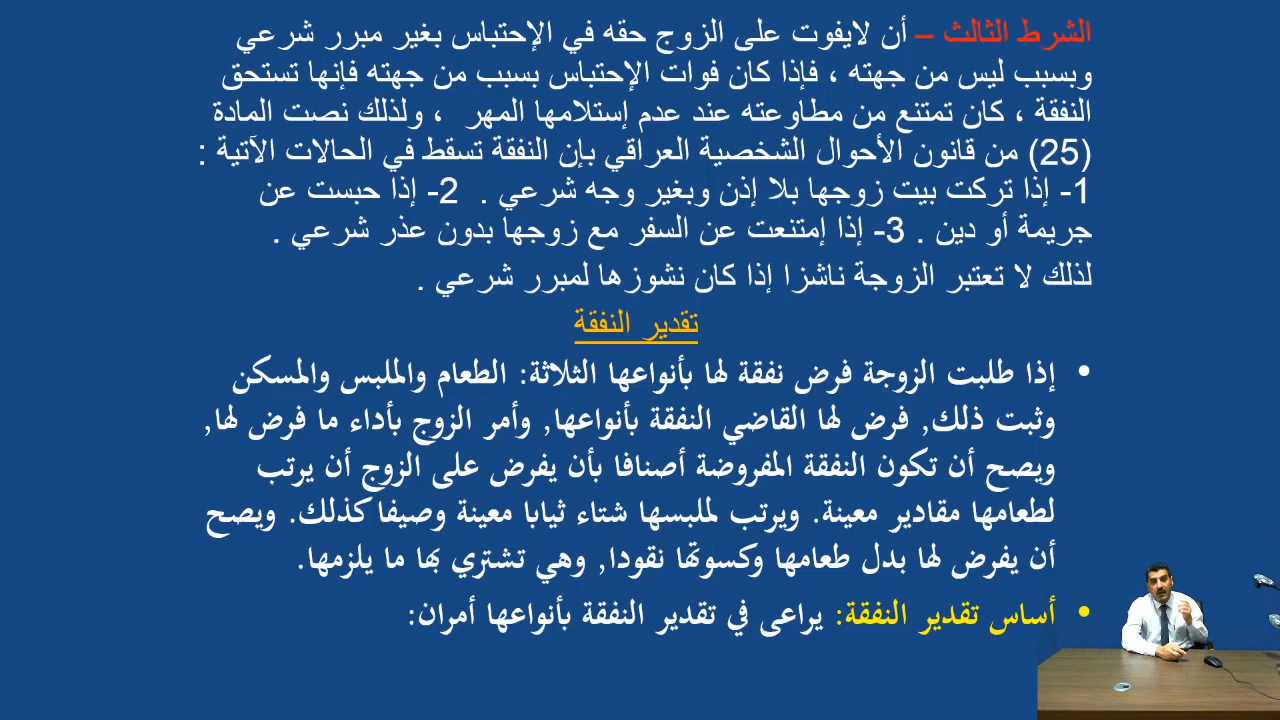 الشرط الثالث – أن لايفوت على الزوج حقه في الإحتباس بغير مبرر شرعي
وبسبب ليس من جهته ، فإذا كان فوات الإحتباس بسبب من جهته فإنها تستحق
النفقة ، كان تمتنع من مطاوعته عند عدم إستلامها المهر ، ولذلك نصت المادة
(25) من قانون الأحوال الشخصية العراقي بإن النفقة تسقط في الحالات الآتية :
1- إذا تركت بيت زوجها بلا إذن وبغير وجه شرعي . 2- إذا حبست عن
جريمة أو دين . 3- إذا إمتنعت عن السفر مع زوجها بدون عذر شرعي .
لذلك لا تعتبر الزوجة ناشزا إذا كان نشوزها لمبرر شرعي .
تقدير النفقة
• إذا طلبت الزوجة فرض نفقة لها بأنواعها الثلاثة: الطعام والملبس والمسكن
وثبت ذلك, فرض لها القاضي النفقة بأنواعها, وأمر الزوج بأداء ما فرض لها,
ويصح أن تكون النفقة المفروضة أصنافا بأن يفرض على الزوج أن يرتب
لطعامها مقادير معينة. ويرتب لملبسها شتاء ثيابا معينة وصيفا كذلك. ويصح
أن يفرض لها بدل طعامها وكسوتها نقودا, وهي تشتري بها ما يلزمها.
• أساس تقدير النفقة: يراعى في تقدير النفقة بأنواعها أمران: